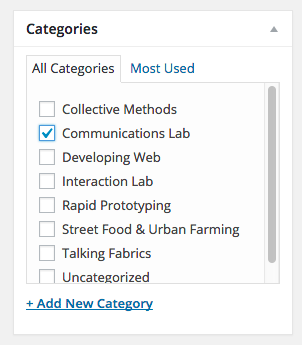 Categories
All Categories Most Used
Collective Methods
Communications Lab
Developing Web
Interaction Lab
Rapid Prototyping
Street Food & Urban Farming
Talking Fabrics
Uncategorized
+ Add New Category